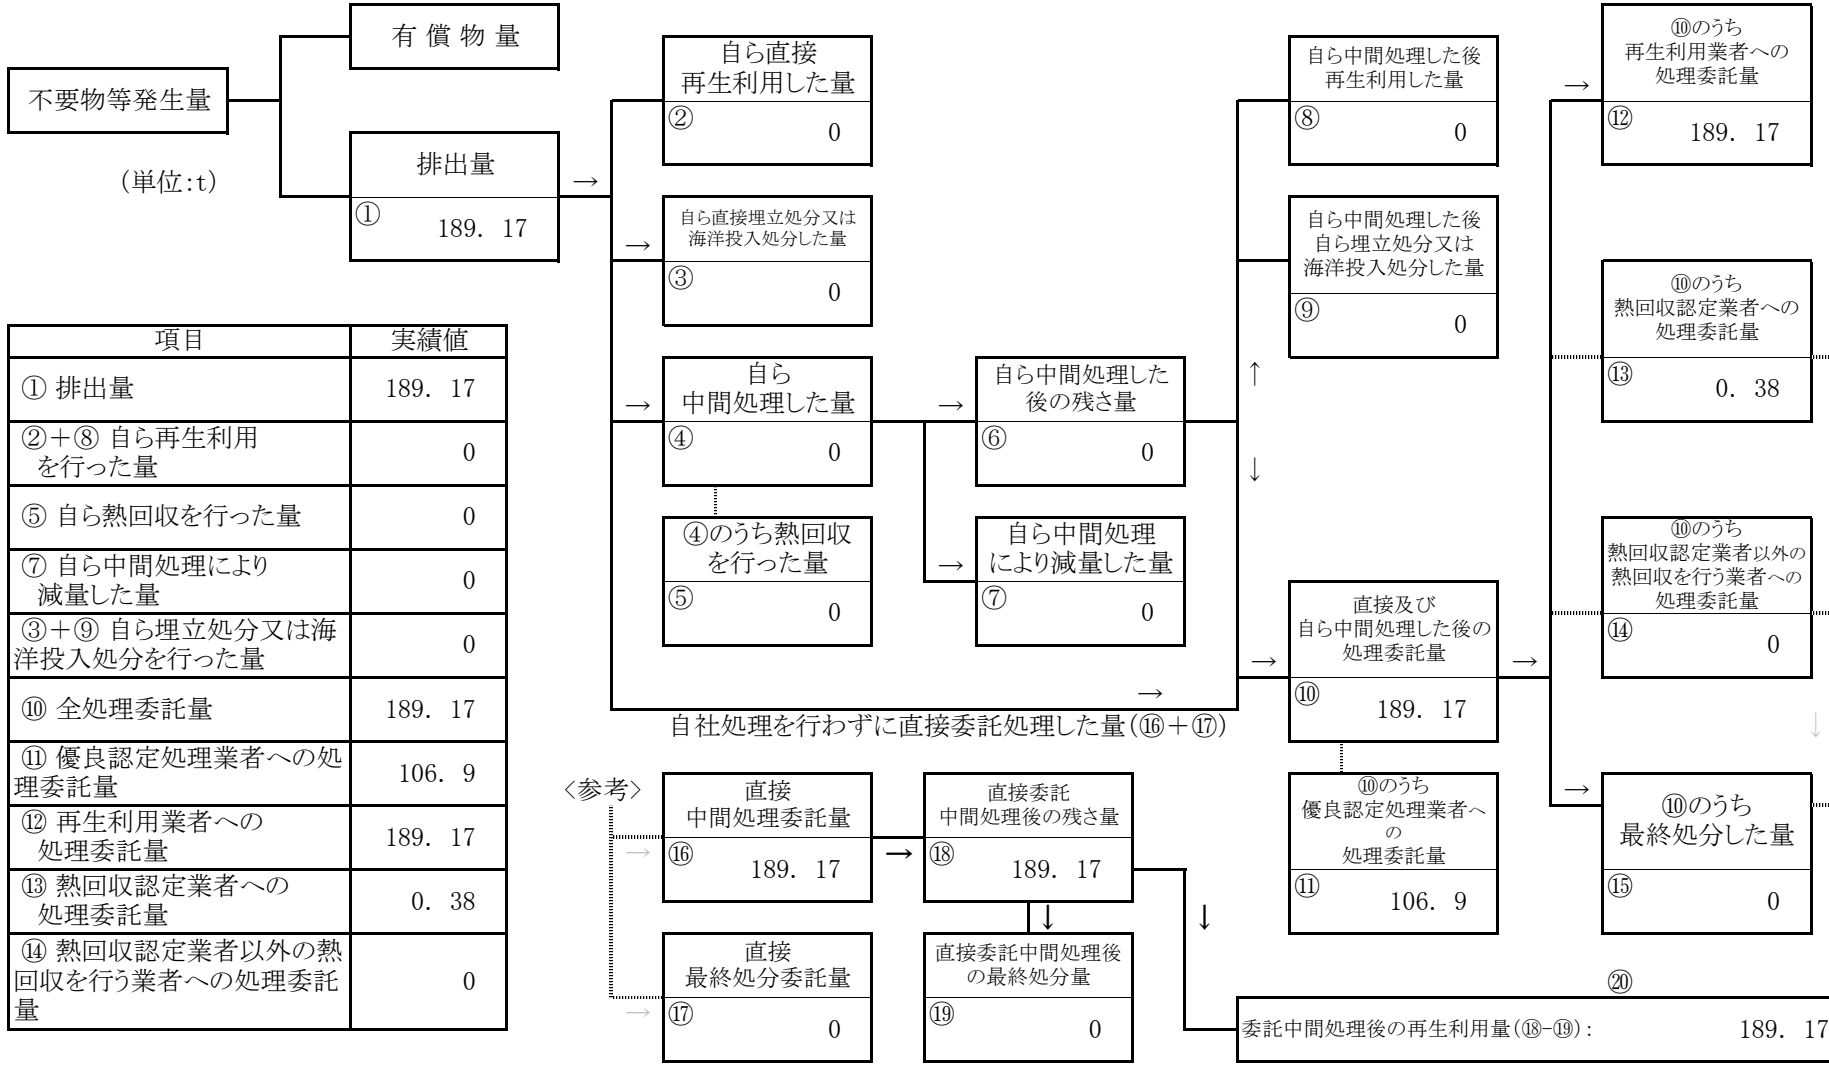 不要物等発生量
(単位:t)
有 償 物 量
排出量
① 189. 17
→
自ら直接
再生利用した量
② 0
→
自ら直接埋立処分又は
海洋投入処分した量
③ 0
→
自ら
中間処理した量
④ 0
④のうち熱回収
を行った量
⑤ 0
→
自ら中間処理した
後の残さ量
⑥ 0
→
自ら中間処理
により減量した量
⑦ 0
自ら中間処理した後
再生利用した量
⑧ 0
自ら中間処理した後
自ら埋立処分又は
海洋投入処分した量
⑨ 0
↑
↓
→
自社処理を行わずに直接委託処理した量(⑯+⑰)
→
直接及び
自ら中間処理した後の
処理委託量
⑩ 189. 17
⑩のうち
優良認定処理業者へ
の
処理委託量
⑪ 106. 9
→
→
⑩のうち
再生利用業者への
処理委託量
⑫ 189. 17
⑩のうち
熱回収認定業者への
処理委託量
⑬ 0. 38
⑩のうち
熱回収認定業者以外の
熱回収を行う業者への
処理委託量
⑭ 0
↓
→
⑩のうち
最終処分した量
⑮ 0
項目 実績値
① 排出量 189. 17
②+⑧ 自ら再生利用
を行った量 0
⑤ 自ら熱回収を行った量 0
⑦ 自ら中間処理により
減量した量 0
③+⑨ 自ら埋立処分又は海
洋投入処分を行った量 0
⑩ 全処理委託量 189. 17
⑪ 優良認定処理業者への処
理委託量 106. 9
⑫ 再生利用業者への
処理委託量 189. 17
⑬ 熱回収認定業者への
処理委託量 0. 38
⑭ 熱回収認定業者以外の熱
回収を行う業者への処理委託
量 0
<参考>
→
直接
中間処理委託量
⑯ 189. 17
→
直接委託
中間処理後の残さ量
⑱ 189. 17
↓
↓
→
直接
最終処分委託量
⑰ 0
直接委託中間処理後
の最終処分量
⑲ 0
⑳
委託中間処理後の再生利用量(⑱-⑲): 189. 17